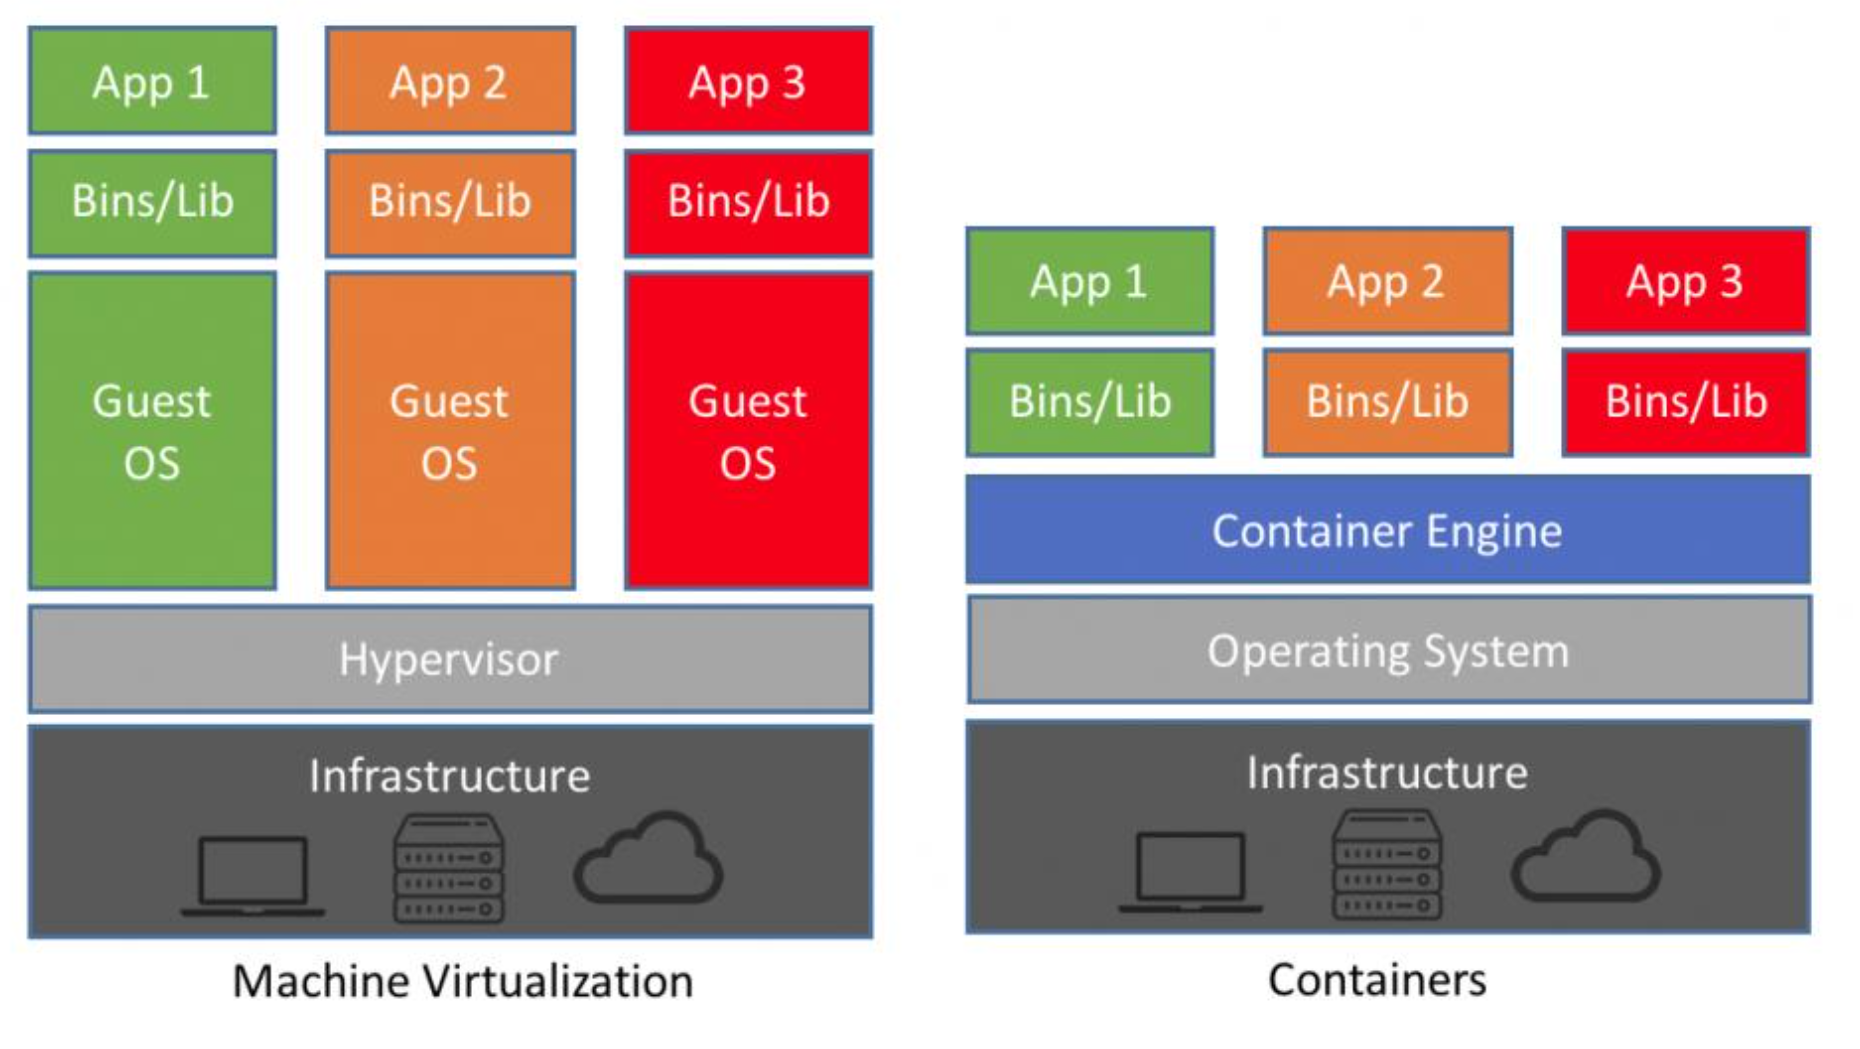 App 1
App 2
App 3
Bins/Lib
Bins/Lib
Bins/Lib
Guest
OS
Guest
OS
Guest
OS
Hypervisor
Infrastructure
Machine Virtualization
App 1
App 2
App 3
Bins/Lib
Bins/Lib
Bins/Lib
Container Engine
Operating System
Infrastructure
Containers